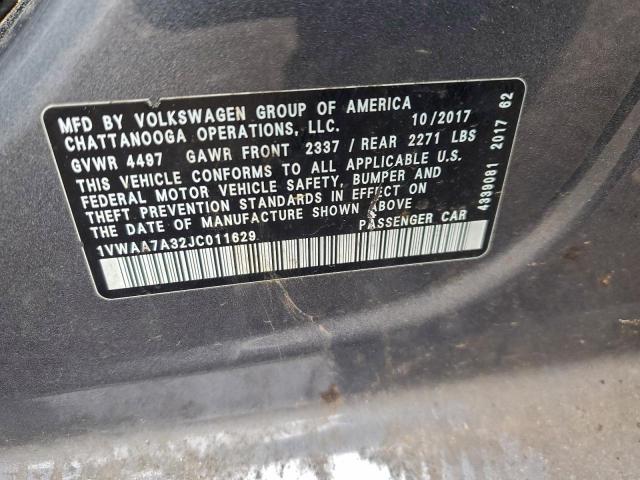 MFD BY VOLKSWAGEN GROUP OF AMERICA
CHATTANOOGA OPERATIONS, LLC. 10/2017
GVWR 4497 GAWR FRONT 2337 / REAR 2271 LBS
THIS VEHICLE CONFORMS TO ALL APPLICABLE U.S.
FEDERAL MOTOR VEHICLE SAFETY, BUMPER AND
THEFT PREVENTION STANDARDS IN EFFECT ON
THE DATE OF MANUFACTURE SHOWN ABOVE
1VWAA7A32JC011629 PASSENGER CAR
4339081 2017 62